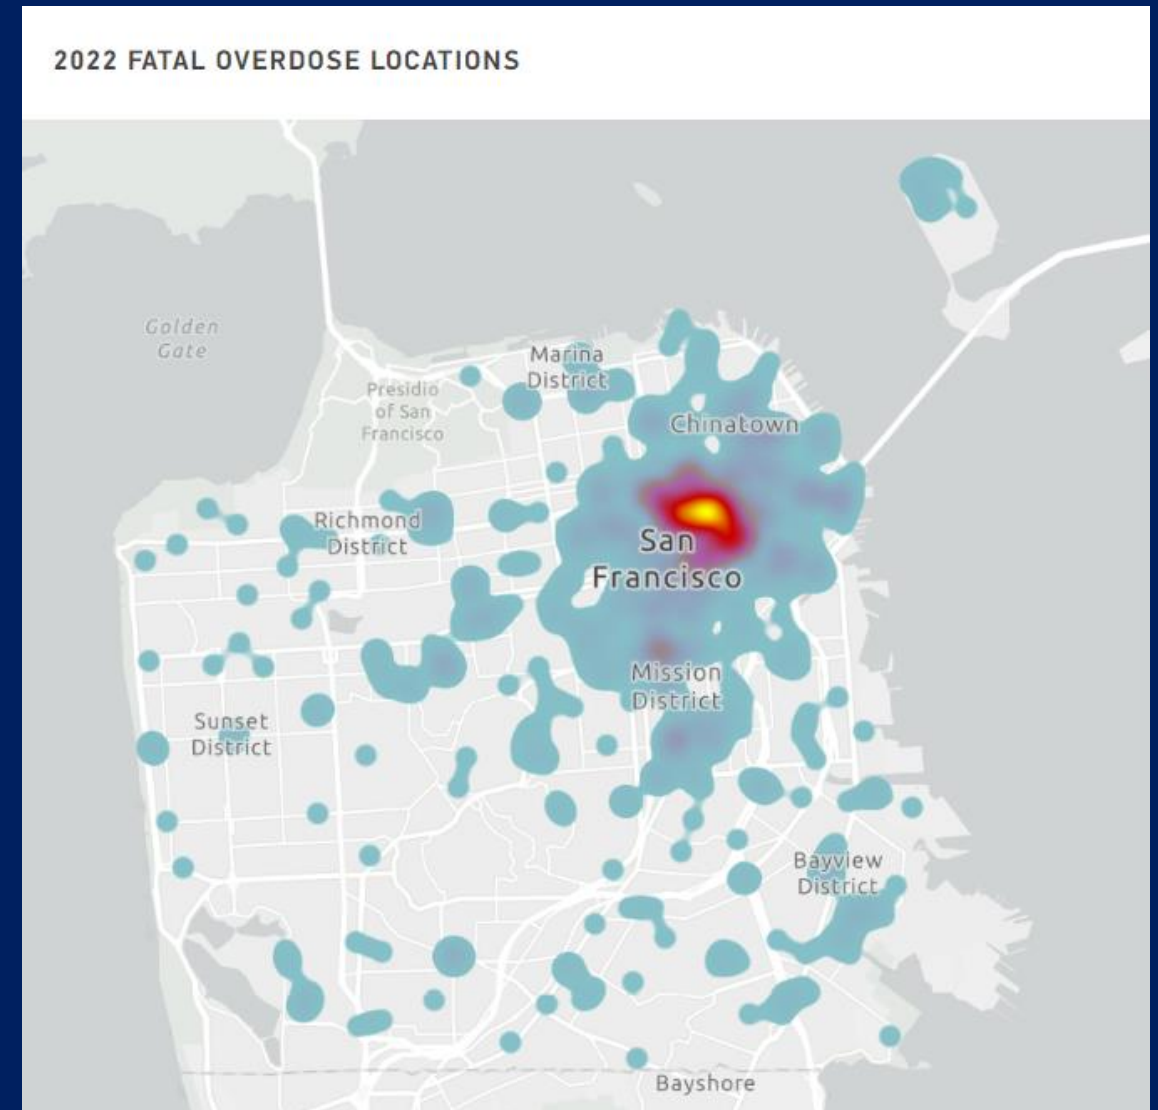 2022 FATAL OVERDOSE LOCATIONS
Golden
Gate
Marina
District
Presidio
of San
Francisco
Chinatown
Richmond
District
San
Francisco
Mission
District
Sunset
District
Bayview
District
Bayshore